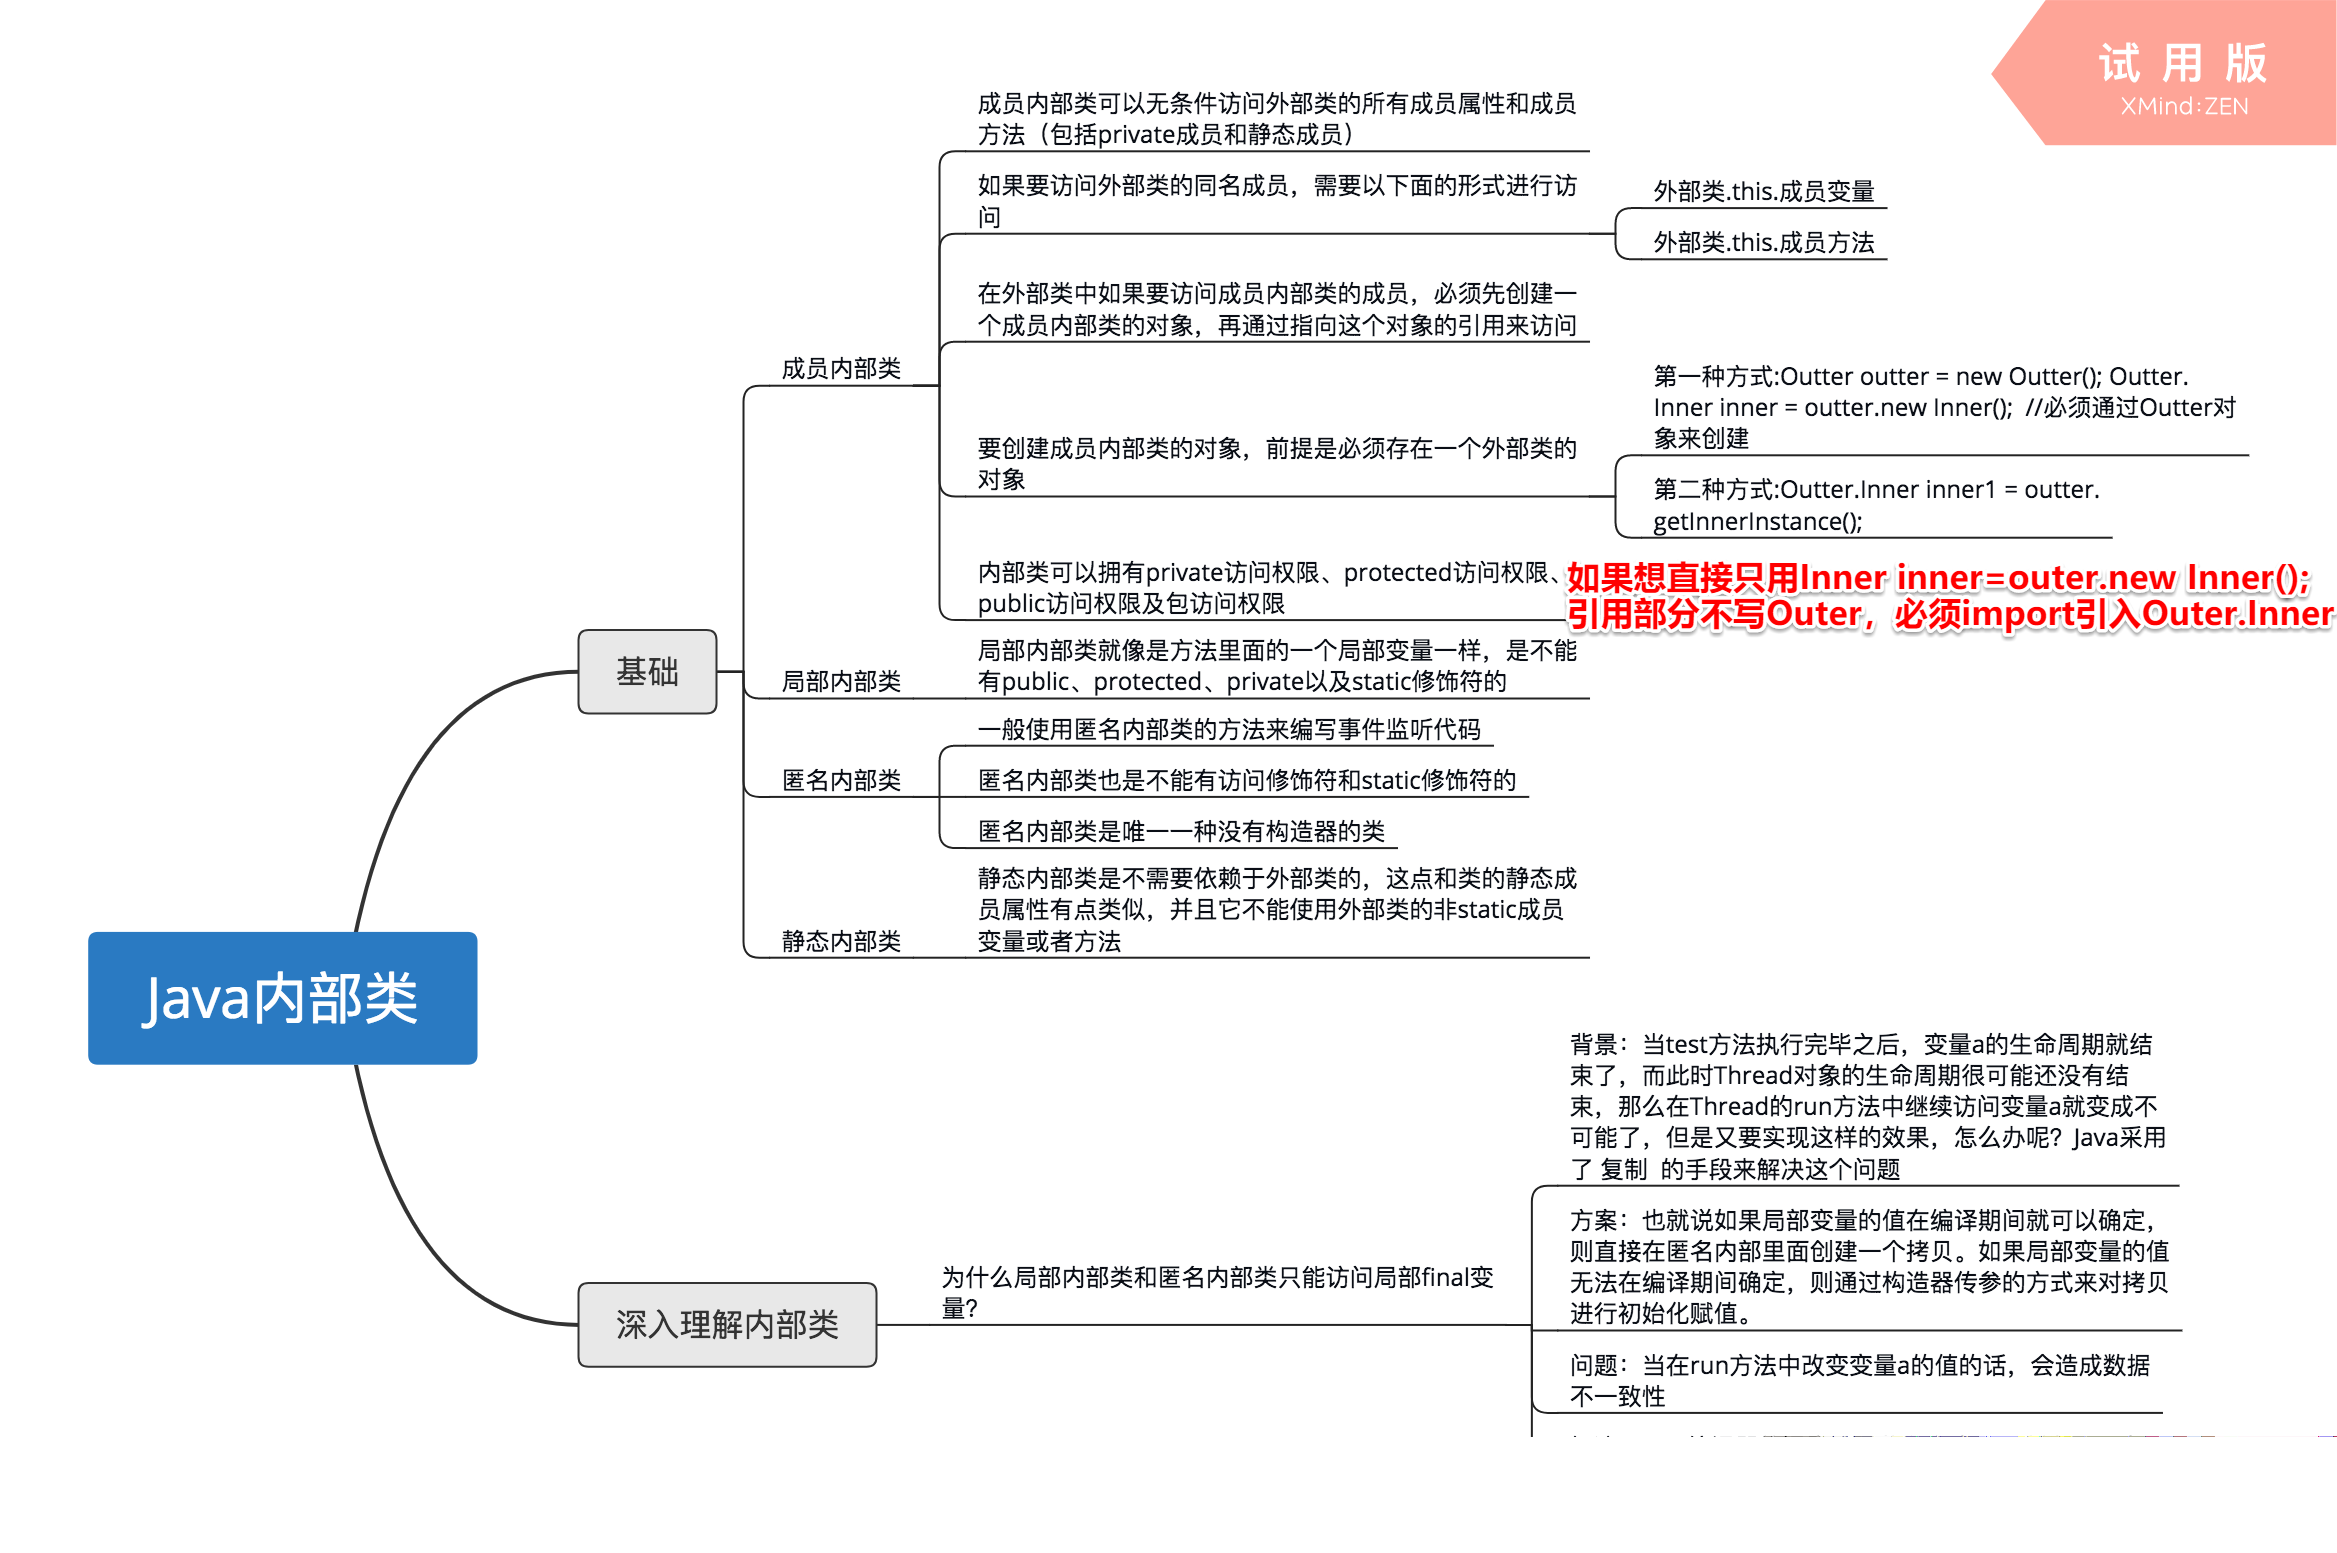 试 用 版
XMind:ZEN
Java内部类
基础
成员内部类
成员内部类可以无条件访问外部类的所有成员属性和成员
方法（包括private成员和静态成员）
如果要访问外部类的同名成员，需要以下面的形式进行访
问
外部类.this.成员变量
外部类.this.成员方法
在外部类中如果要访问成员内部类的成员，必须先创建一
个成员内部类的对象，再通过指向这个对象的引用来访问
要创建成员内部类的对象，前提是必须存在一个外部类的
对象
第一种方式:Outter outter = new Outter(); Outter.
Inner inner = outter.new Inner();  //必须通过Outter对
象来创建
第二种方式:Outter.Inner inner1 = outter.
getInnerInstance();
内部类可以拥有private访问权限、protected访问权限、
public访问权限及包访问权限
如果想直接只用Inner inner=outer.new Inner();
引用部分不写Outer，必须import引入Outer.Inner
局部内部类
局部内部类就像是方法里面的一个局部变量一样，是不能
有public、protected、private以及static修饰符的
匿名内部类
一般使用匿名内部类的方法来编写事件监听代码
匿名内部类也是不能有访问修饰符和static修饰符的
匿名内部类是唯一一种没有构造器的类
静态内部类
静态内部类是不需要依赖于外部类的，这点和类的静态成
员属性有点类似，并且它不能使用外部类的非static成员
变量或者方法
深入理解内部类
为什么局部内部类和匿名内部类只能访问局部final变
量？
背景：当test方法执行完毕之后，变量a的生命周期就结
束了，而此时Thread对象的生命周期很可能还没有结
束，那么在Thread的run方法中继续访问变量a就变成不
可能了，但是又要实现这样的效果，怎么办呢？Java采用
了 复制  的手段来解决这个问题
方案：也就说如果局部变量的值在编译期间就可以确定，
则直接在匿名内部里面创建一个拷贝。如果局部变量的值
无法在编译期间确定，则通过构造器传参的方式来对拷贝
进行初始化赋值。
问题：当在run方法中改变变量a的值的话，会造成数据
不一致性